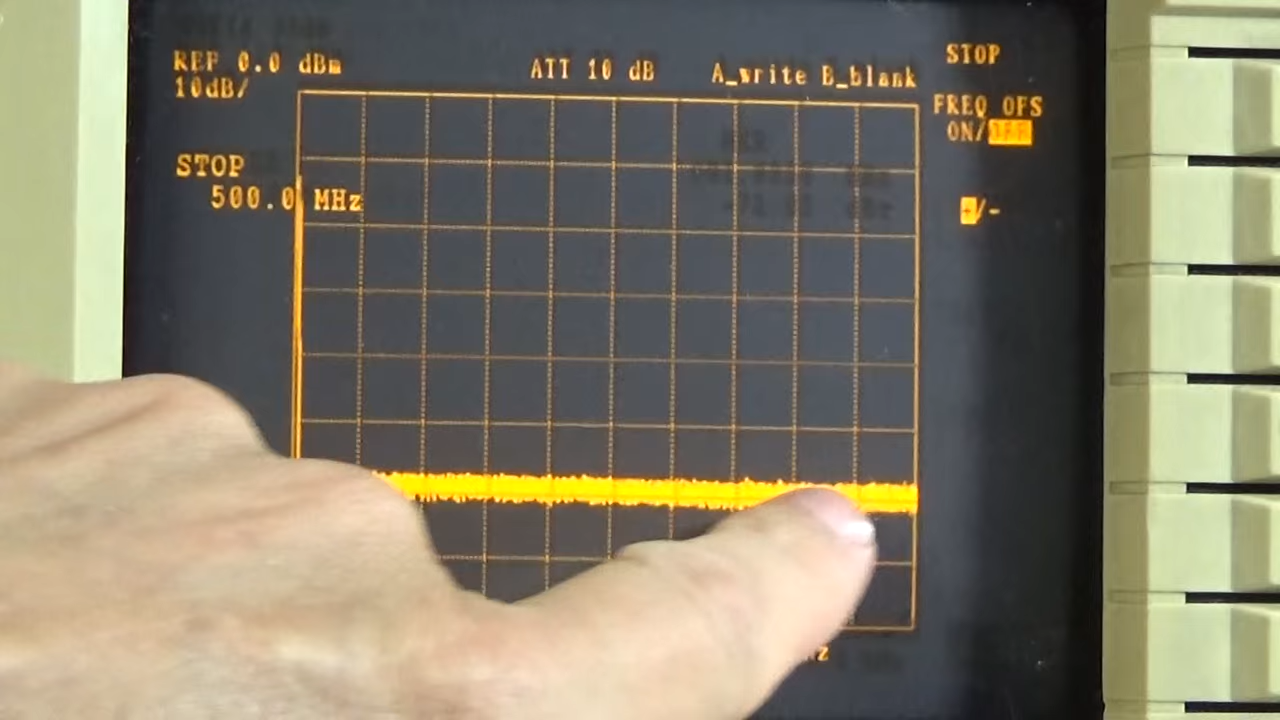 REF 0.0 dBm
10dB/
ATT 10 dB
A_write B_blank
STOP
500.0 MHz
STOP
FREQ OFS
ON/OFF
+/-